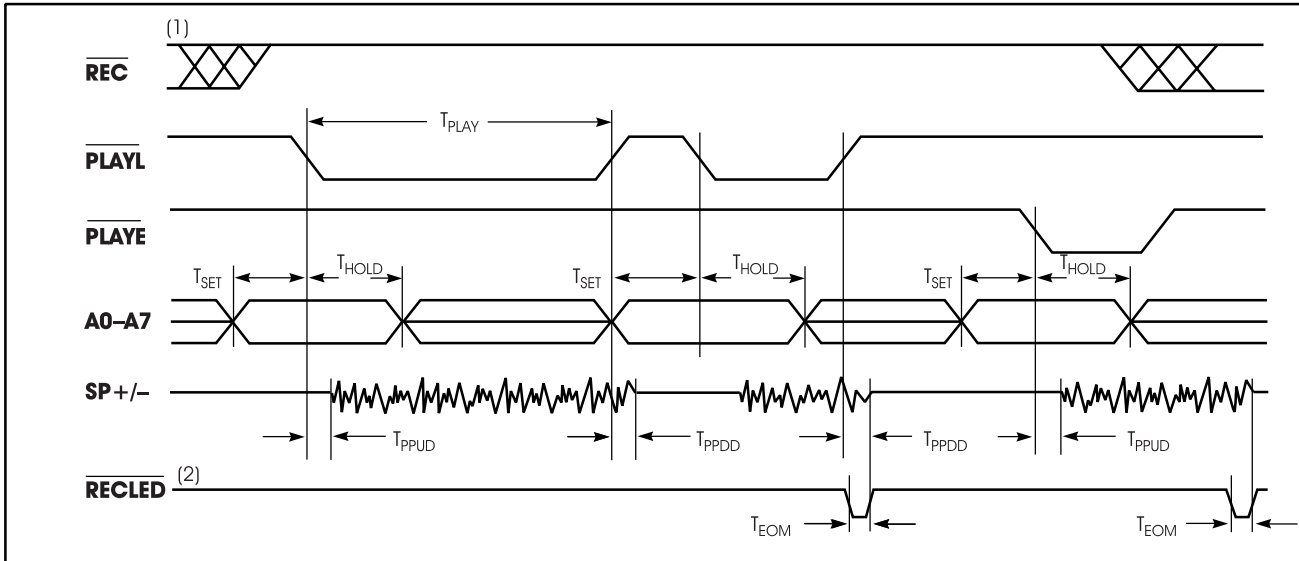 (1)
REC
T_PLAY
PLAYL
PLAYE
T_SET T_HOLD T_SET T_HOLD T_SET T_HOLD
A0–A7
SP+/–
T_PPUD T_PPDD T_PPDD T_PPUD
RECLED (2)
T_EOM T_EOM